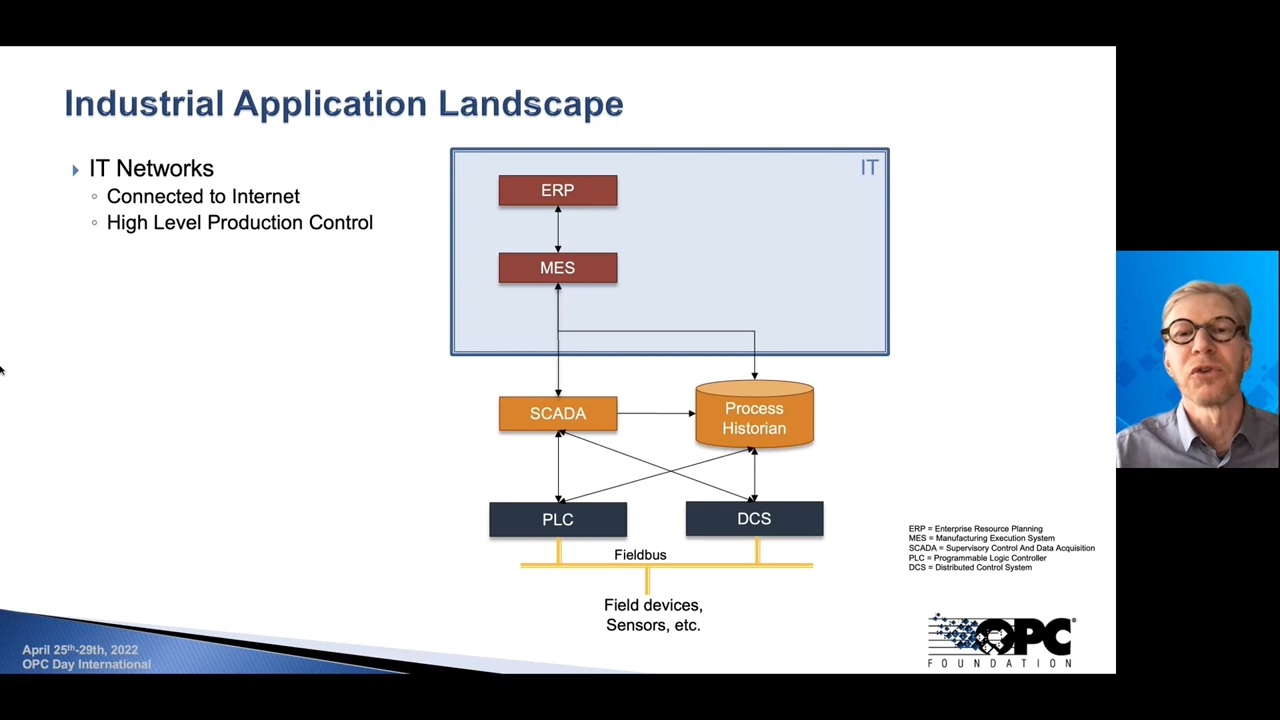 Industrial Application Landscape
IT Networks
Connected to Internet
High Level Production Control
IT
ERP
MES
SCADA
Process
Historian
PLC
DCS
Fieldbus
Field devices,
Sensors, etc.
ERP = Enterprise Resource Planning
MES = Manufacturing Execution System
SCADA = Supervisory Control And Data Acquisition
PLC = Programmable Logic Controller
DCS = Distributed Control System
April 25th-29th, 2022
OPC Day International
OPC®
FOUNDATION